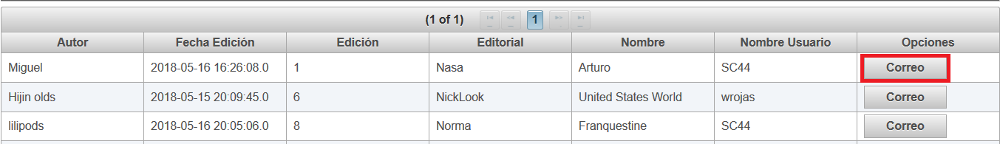 (1 of 1) 1
Autor Fecha Edición Edición Editorial Nombre Nombre Usuario Opciones
Miguel 2018-05-16 16:26:08.0 1 Nasa Arturo SC44 Correo
Hijin olds 2018-05-15 20:09:45.0 6 NickLook United States World wrojas Correo
lilipods 2018-05-16 20:05:06.0 8 Norma Franquestine SC44 Correo